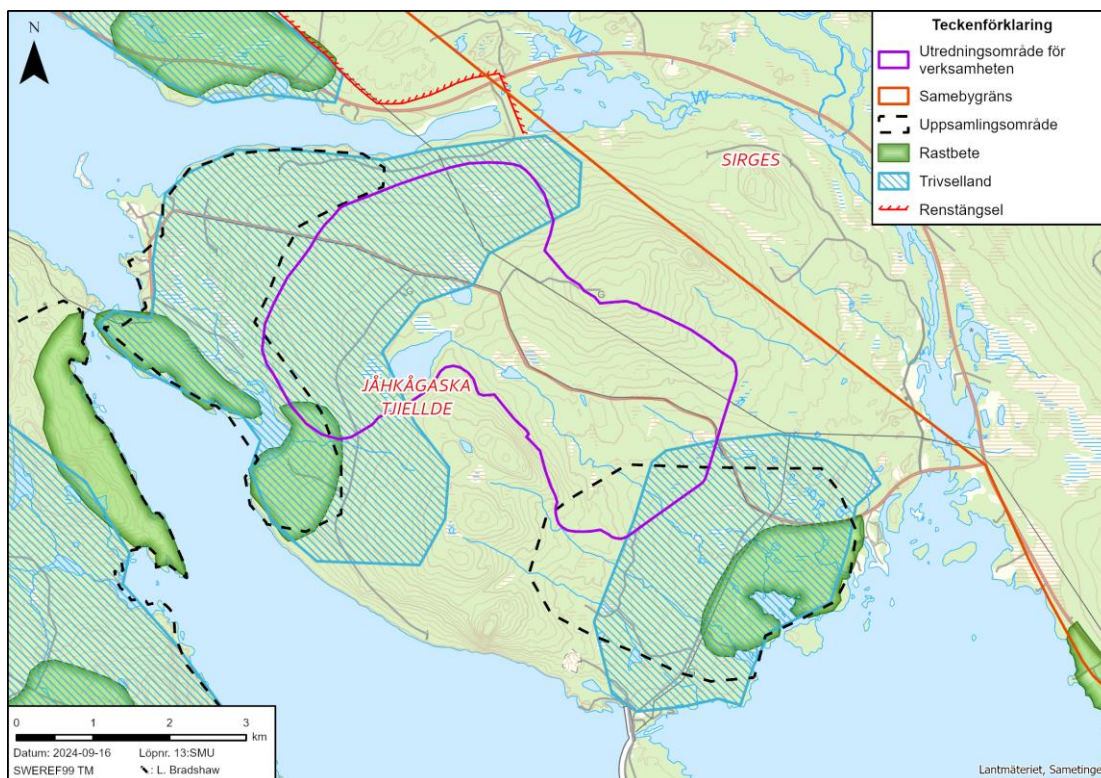 N
Teckenförklaring
Utredningsområde för
verksamheten
Samebygräns
Uppsamlingsområde
Rastbete
Trivselland
Renstängsel
W
W
SIRGES
G
G
JÅHKÅGASKA
TJIELLDE
0 1 2 3
km
Datum: 2024-09-16 Löpnr. 13:SMU
SWEREF99 TM : L. Bradshaw
Lantmäteriet, Sametinget